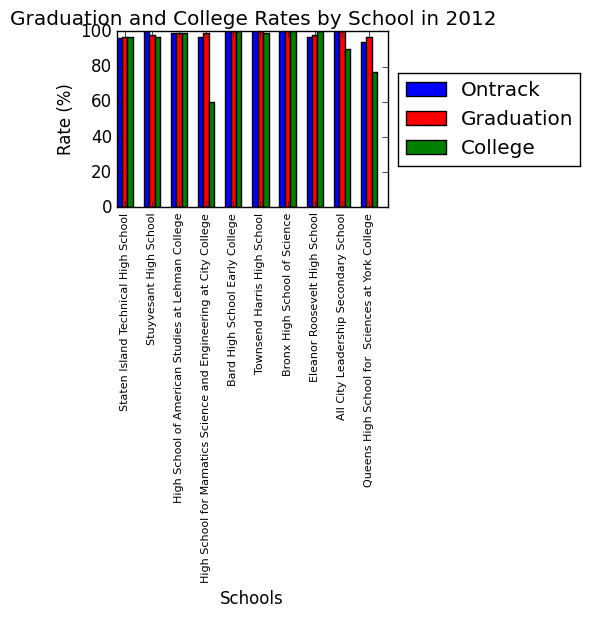 Graduation and College Rates by School in 2012
Rate (%)
100
80
60
40
20
0
Ontrack
Graduation
College
Staten Island Technical High School
Stuyvesant High School
High School of American Studies at Lehman College
High School for Mamatics Science and Engineering at City College
Bard High School Early College
Townsend Harris High School
Bronx High School of Science
Eleanor Roosevelt High School
All City Leadership Secondary School
Queens High School for  Sciences at York College
Schools